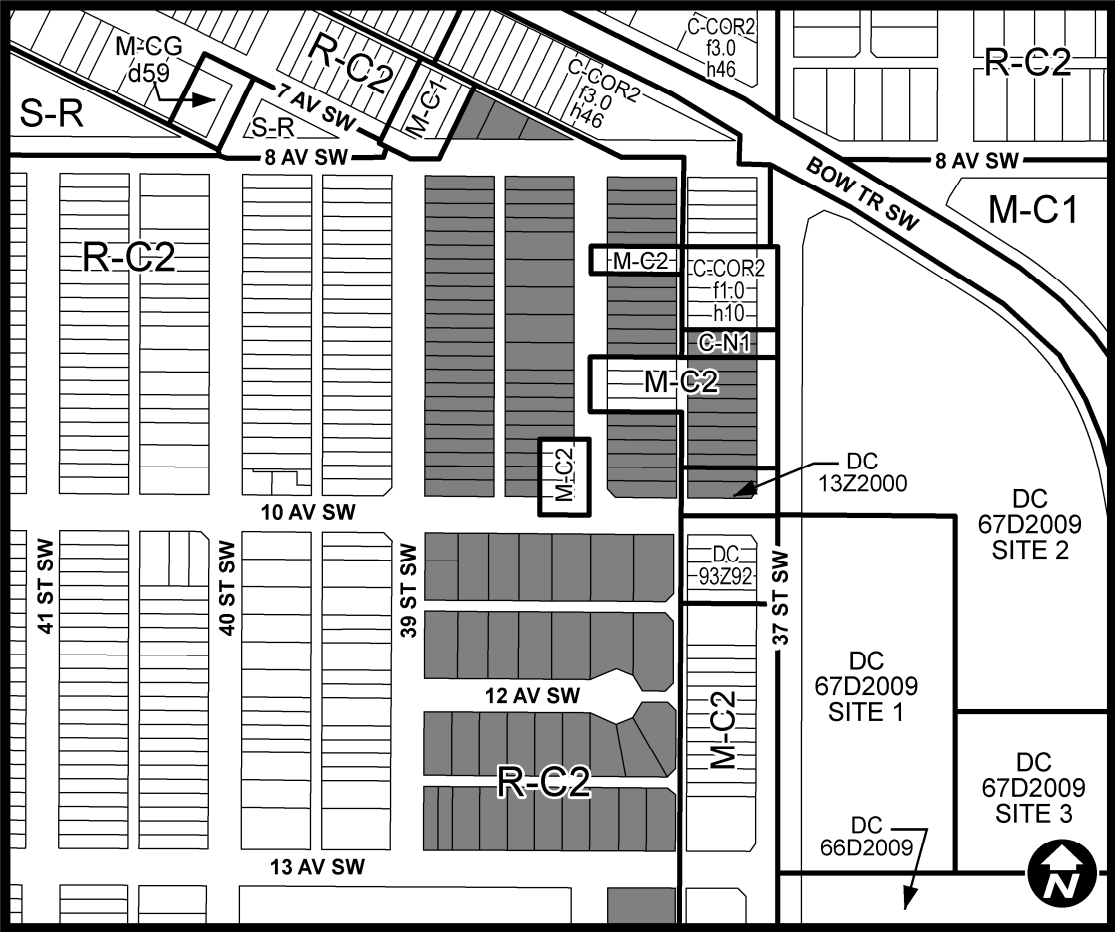 C-COR2
f3.0
h46
M-CG
d59
R-C2
R-C2
C-COR2
f3.0
h46
M-C1
7 AV SW
S-R
S-R
8 AV SW
8 AV SW
BOW TR SW
M-C1
R-C2
M-C2
C-COR2
f1.0
h10
C-N1
M-C2
M-C2
DC
13Z2000
10 AV SW
DC
67D2009
SITE 2
41 ST SW
40 ST SW
39 ST SW
DC
93Z92
37 ST SW
DC
67D2009
SITE 1
12 AV SW
M-C2
R-C2
DC
67D2009
SITE 3
DC
66D2009
13 AV SW
N